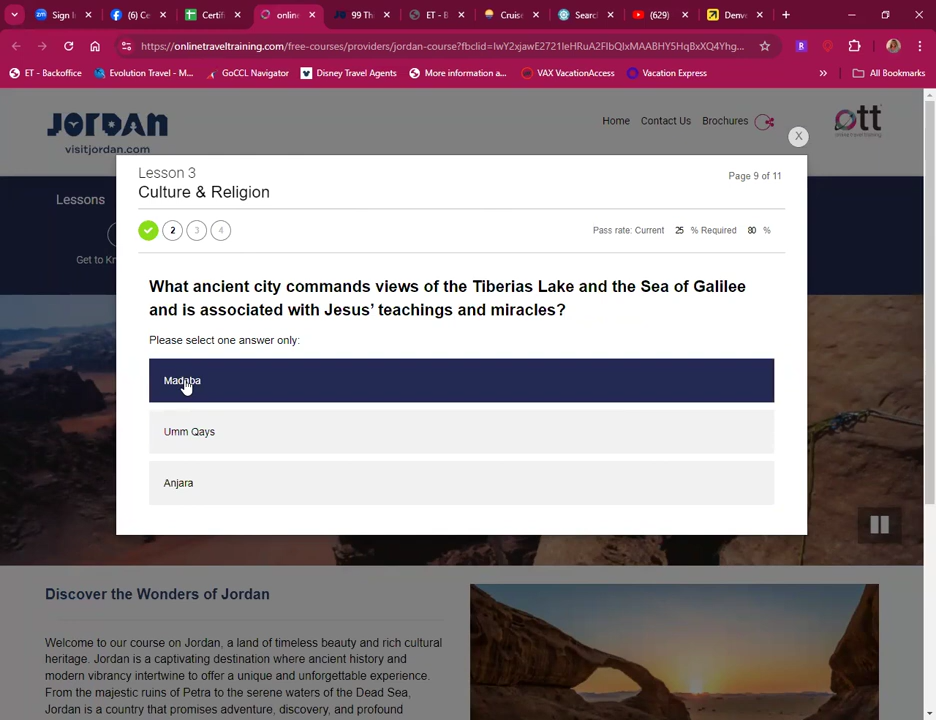 Sign I
(6) Ce
Certif
onlin
99 Thi
ET - B
Cruise
Searc
(629)
Denve
https://onlinetraveltraining.com/free-courses/providers/jordan-course?fbclid=IwY2xjawE2721leHRuA2FlbQIxMAABHY5HqBxXQ4Yhg...
ET - Backoffice
Evolution Travel - M...
GoCCL Navigator
Disney Travel Agents
More information a...
VAX VacationAccess
Vacation Express
All Bookmarks
JORDAN
visitjordan.com
Home
Contact Us
Brochures
ott
online travel training
X
Lessons
Get to Kn
Lesson 3
Culture & Religion
Page 9 of 11
2
3
4
Pass rate: Current 25 % Required 80 %
What ancient city commands views of the Tiberias Lake and the Sea of Galilee
and is associated with Jesus’ teachings and miracles?
Please select one answer only:
Madaba
Umm Qays
Anjara
Discover the Wonders of Jordan
Welcome to our course on Jordan, a land of timeless beauty and rich cultural
heritage. Jordan is a captivating destination where ancient history and
modern vibrancy intertwine to offer a unique and unforgettable experience.
From the majestic ruins of Petra to the serene waters of the Dead Sea,
Jordan is a country that promises adventure, discovery, and profound